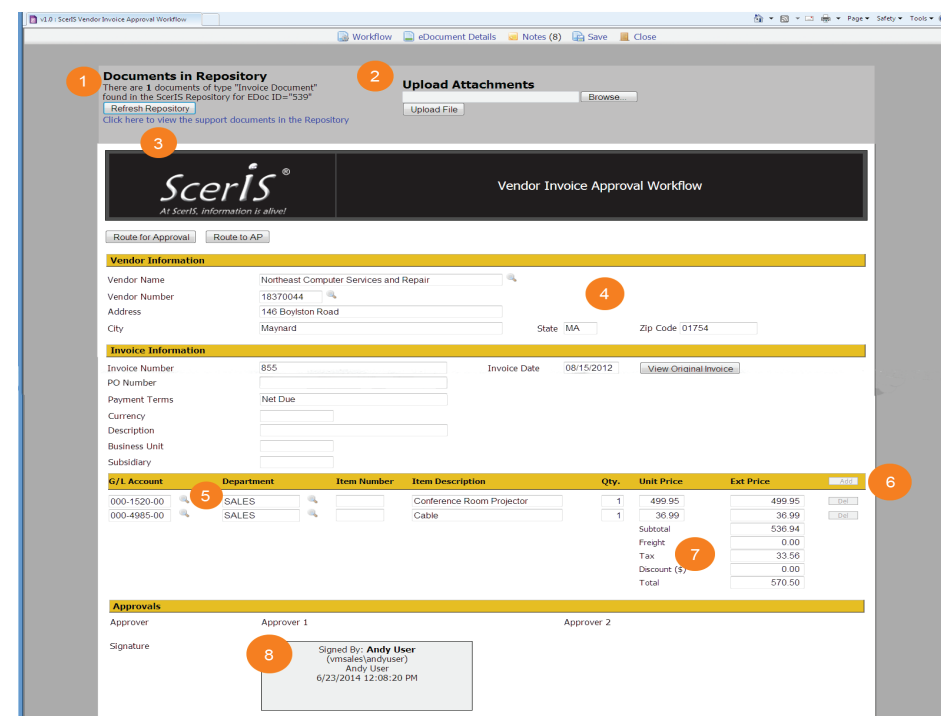 v1.0 : ScerIS Vendor Invoice Approval Workflow
Page Safety Tools
Workflow eDocument Details Notes (8) Save Close
1
Documents in Repository
There are 1 documents of type "Invoice Document"
found in the ScerIS Repository for EDoc ID="539"
Refresh Repository
Click here to view the support documents in the Repository
2
Upload Attachments
Browse...
Upload File
3
ScerIS ®
At ScerIS, information is alive!
Vendor Invoice Approval Workflow
Route for Approval Route to AP
Vendor Information
Vendor Name Northeast Computer Services and Repair
4
Vendor Number 18370044
Address 146 Boylston Road
City Maynard State MA Zip Code 01754
Invoice Information
Invoice Number 855 Invoice Date 08/15/2012 View Original Invoice
PO Number
Payment Terms Net Due
Currency
Description
Business Unit
Subsidiary
G/L Account Department Item Number Item Description Qty. Unit Price Ext Price Add
6
5
000-1520-00 SALES Conference Room Projector 1 499.95 499.95 Del
000-4985-00 SALES Cable 1 36.99 36.99 Del
Subtotal 536.94
Freight 0.00
7
Tax 33.56
Discount ($) 0.00
Total 570.50
Approvals
Approver Approver 1 Approver 2
Signature
8
Signed By: Andy User
(vmsales\andyuser)
Andy User
6/23/2014 12:08:20 PM